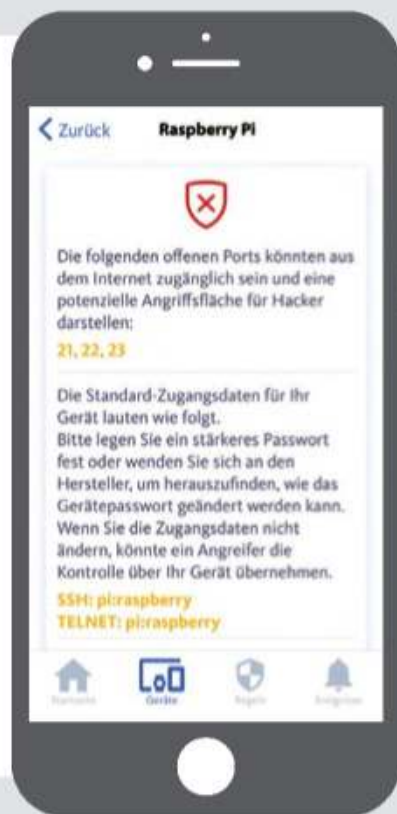 Zurück
Raspberry Pi
Die folgenden offenen Ports könnten aus
dem Internet zugänglich sein und eine
potenzielle Angriffsfläche für Hacker
darstellen:
21, 22, 23
Die Standard-Zugangsdaten für Ihr
Gerät lauten wie folgt.
Bitte legen Sie ein stärkeres Passwort
fest oder wenden Sie sich an den
Hersteller, um herauszufinden, wie das
Gerätepasswort geändert werden kann.
Wenn Sie die Zugangsdaten nicht
ändern, könnte ein Angreifer die
Kontrolle über Ihr Gerät übernehmen.
SSH: pi:raspberry
TELNET: pi:raspberry
Startseite
Geräte
Regeln
Ereignisse